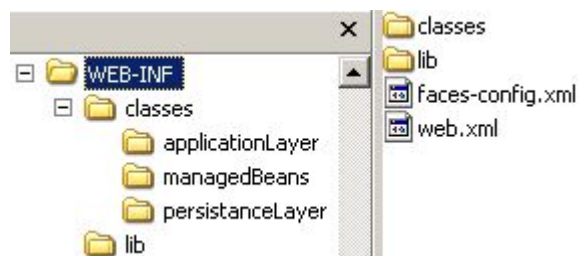 WEB-INF
classes
applicationLayer
managedBeans
persistanceLayer
lib
classes
lib
faces-config.xml
web.xml